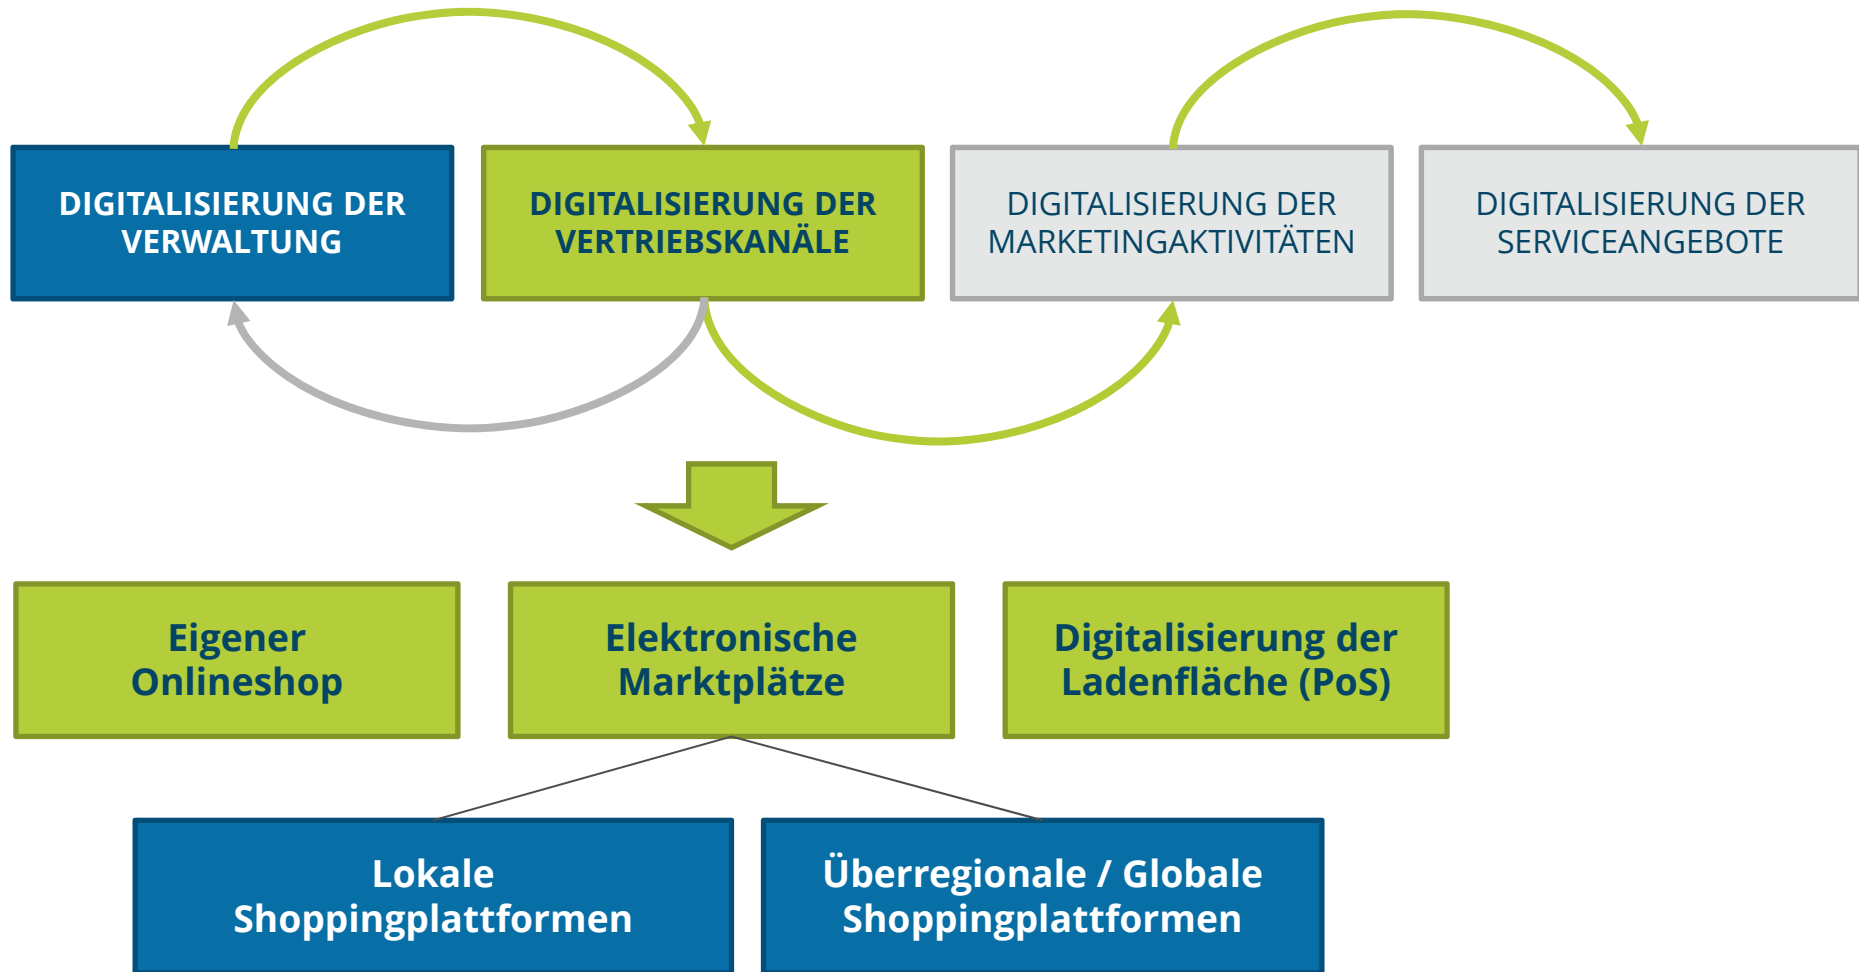 DIGITALISIERUNG DER
VERWALTUNG
DIGITALISIERUNG DER
VERTRIEBSKANÄLE
DIGITALISIERUNG DER
MARKETINGAKTIVITÄTEN
DIGITALISIERUNG DER
SERVICEANGEBOTE
Eigener
Onlineshop
Elektronische
Marktplätze
Digitalisierung der
Ladenfläche (PoS)
Lokale
Shoppingplattformen
Überregionale / Globale
Shoppingplattformen